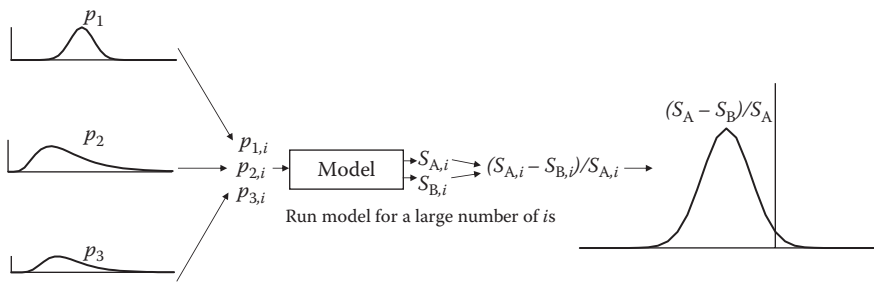 p1
p2
p3
p1,i
p2,i
p3,i
Model
SA,i
SB,i
(SA,i – SB,i)/SA,i
Run model for a large number of is
(SA – SB)/SA